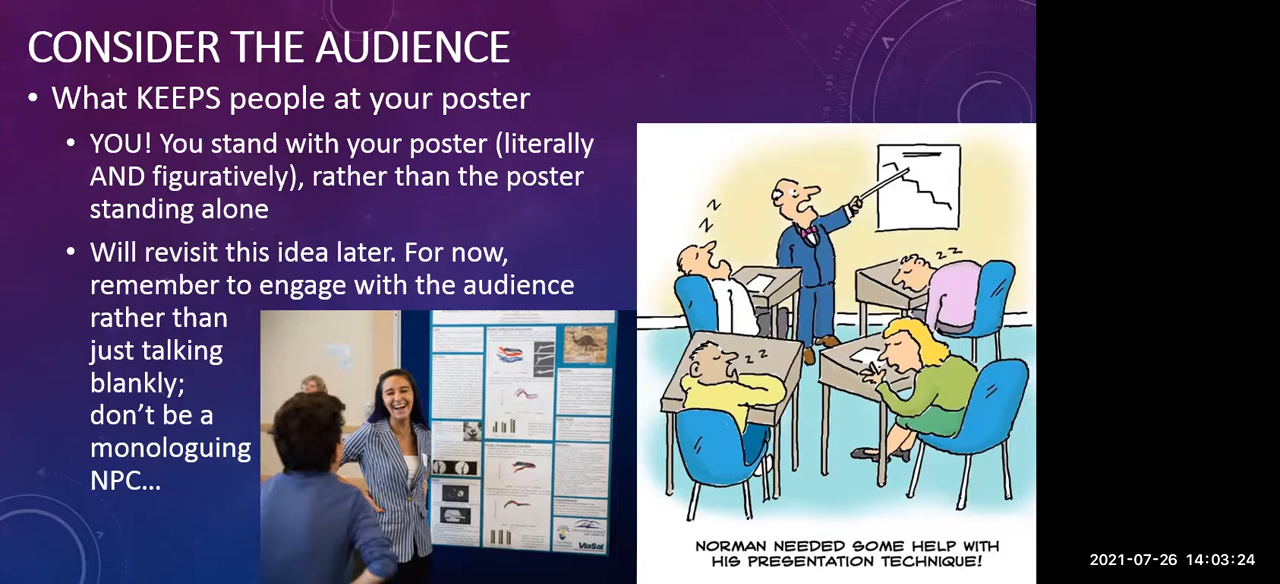 CONSIDER THE AUDIENCE
• What KEEPS people at your poster
• YOU! You stand with your poster (literally
AND figuratively), rather than the poster
standing alone
• Will revisit this idea later. For now,
remember to engage with the audience
rather than
just talking
blankly;
don't be a
monologuing
NPC...
ViaSat
z z z
z z
z z z
NORMAN NEEDED SOME HELP WITH
HIS PRESENTATION TECHNIQUE!
2021-07-26 14:03:24